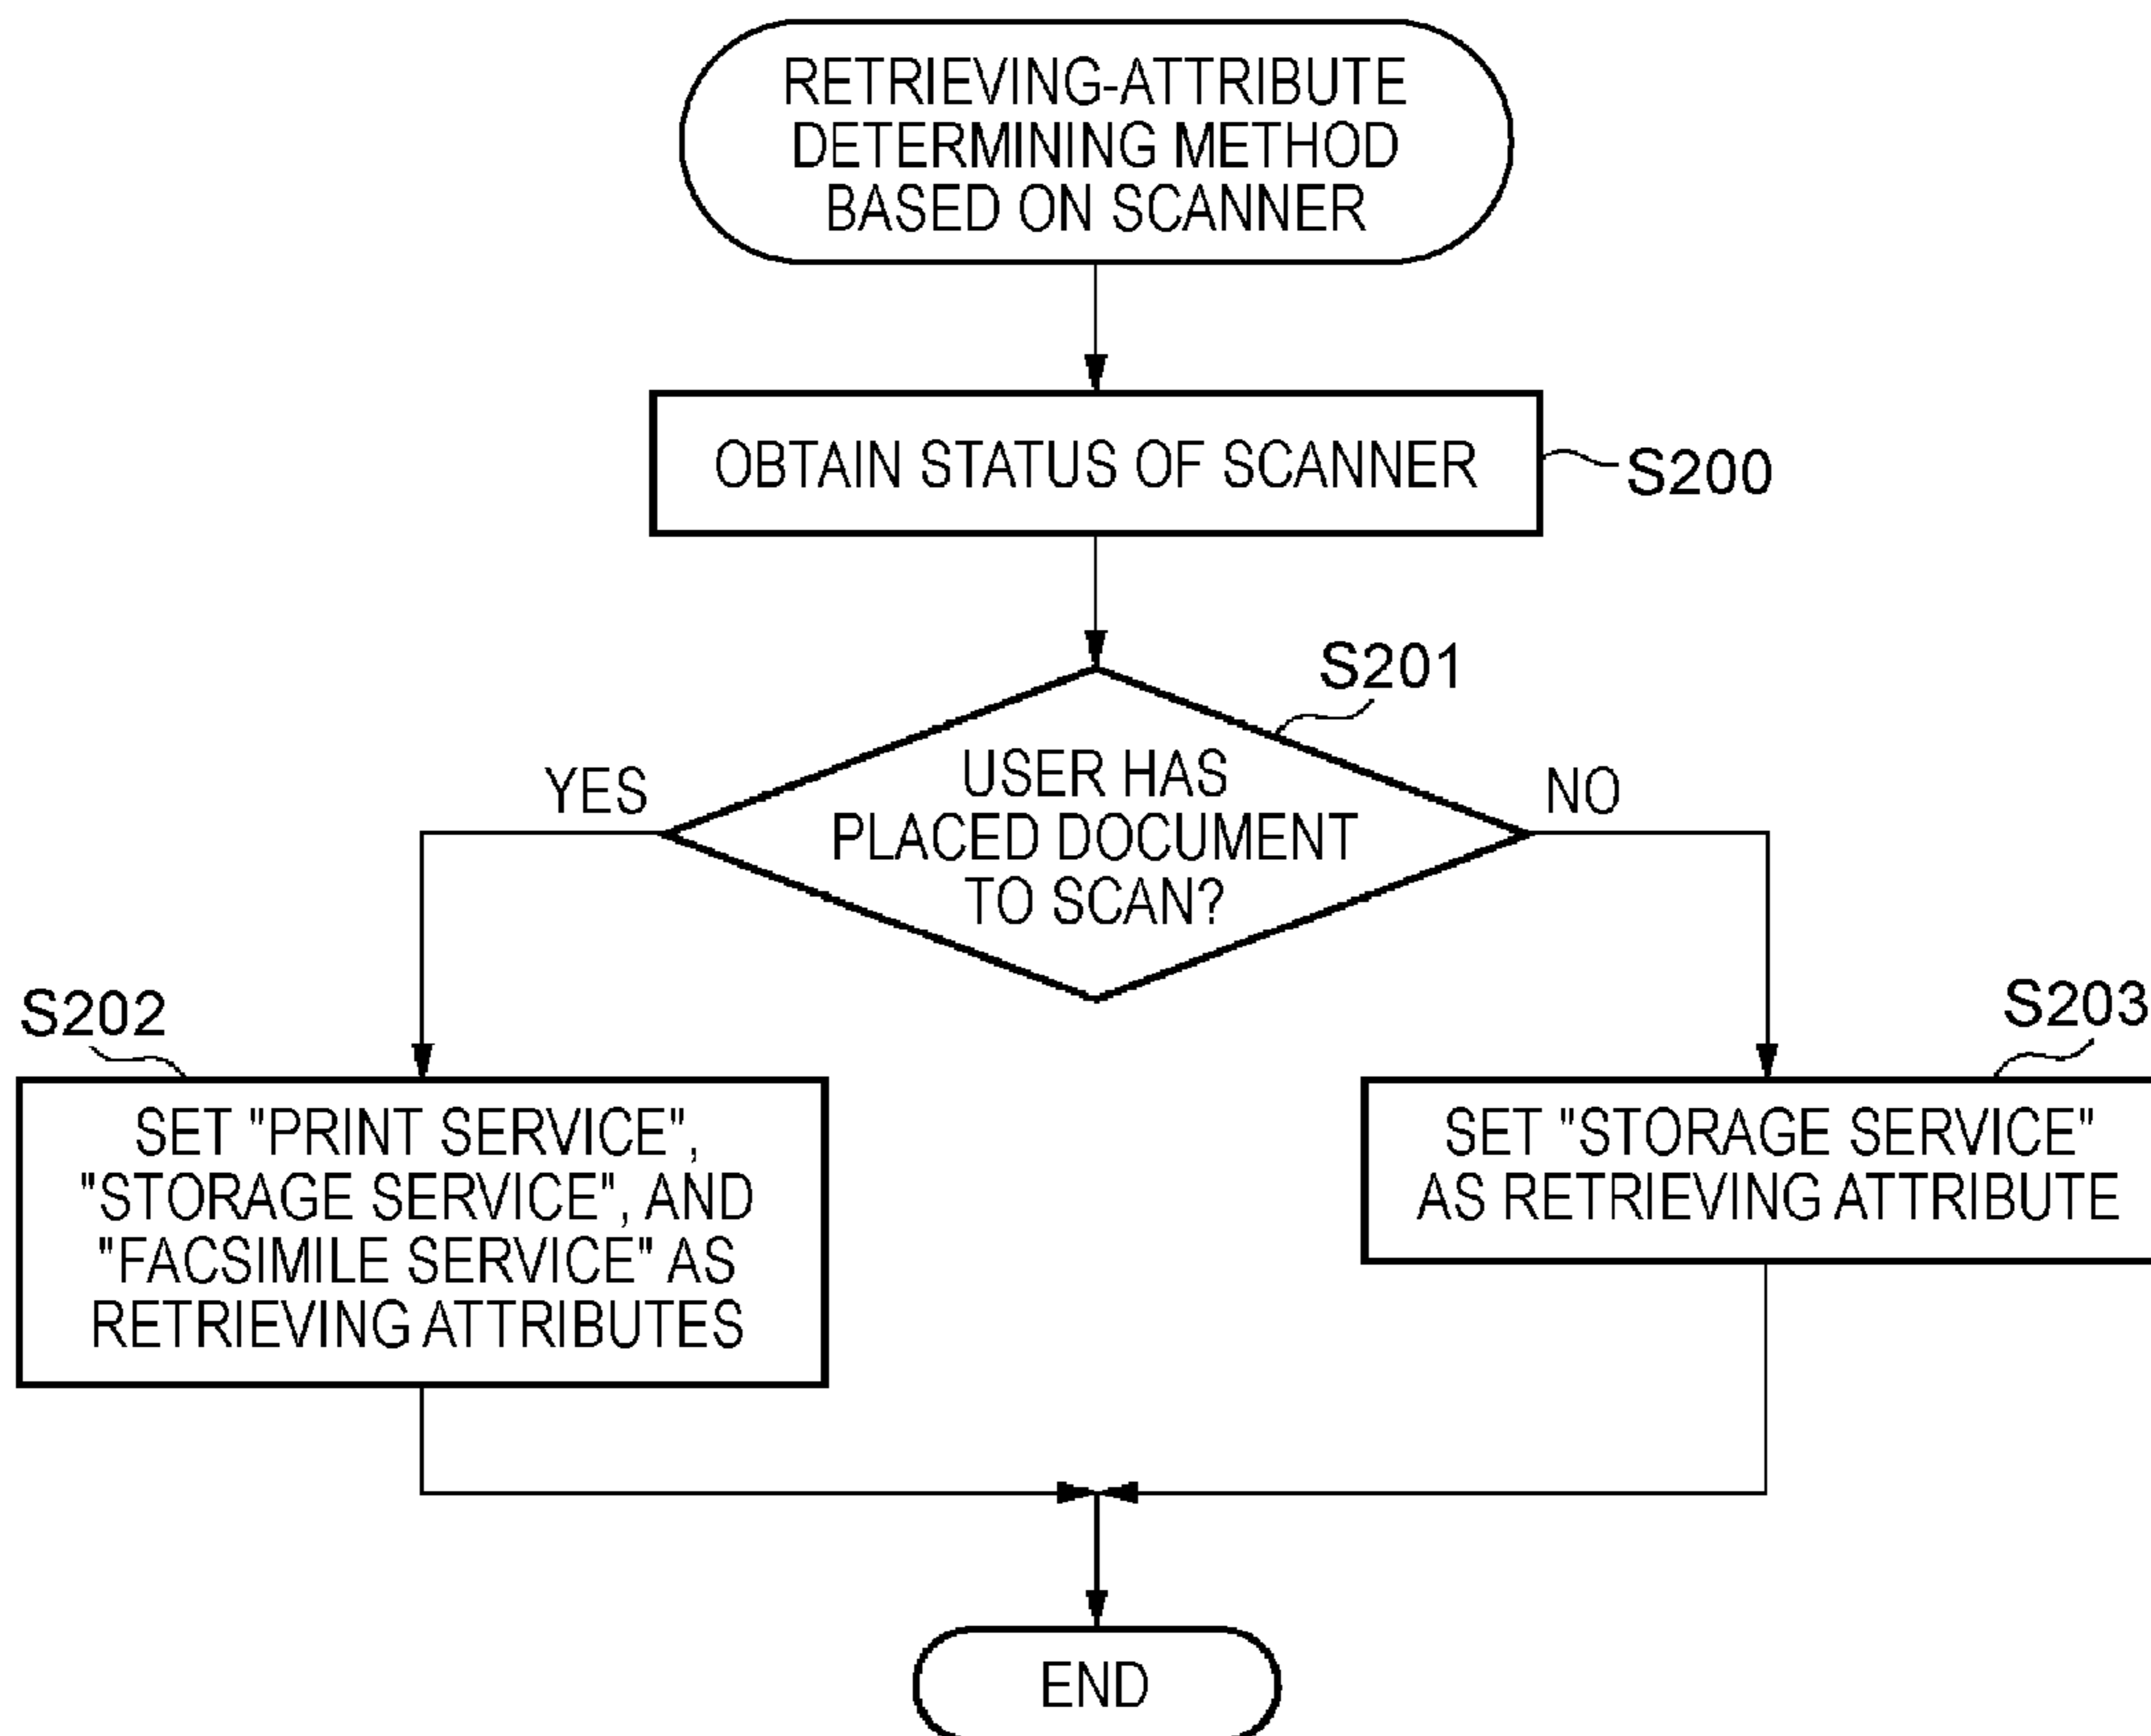 RETRIEVING-ATTRIBUTE
DETERMINING METHOD
BASED ON SCANNER
OBTAIN STATUS OF SCANNER
S200
S201
USER HAS
PLACED DOCUMENT
TO SCAN?
YES
NO
S202
SET "PRINT SERVICE",
"STORAGE SERVICE", AND
"FACSIMILE SERVICE" AS
RETRIEVING ATTRIBUTES
S203
SET "STORAGE SERVICE"
AS RETRIEVING ATTRIBUTE
END